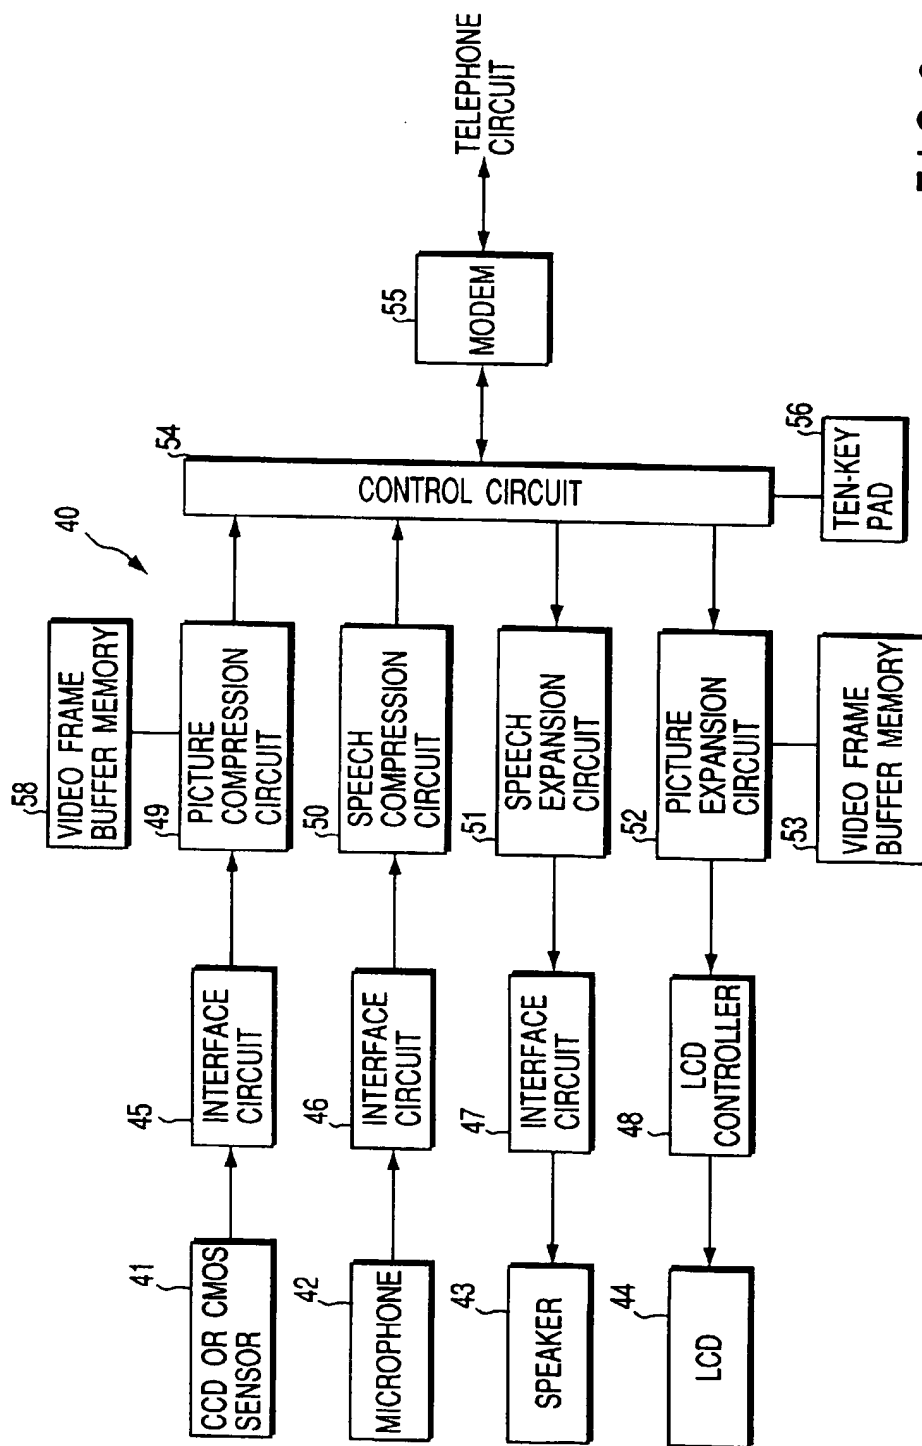 40
58
VIDEO FRAME
BUFFER MEMORY
41
CCD OR CMOS
SENSOR
45
INTERFACE
CIRCUIT
49
PICTURE
COMPRESSION
CIRCUIT
54
CONTROL CIRCUIT
55
MODEM
TELEPHONE
CIRCUIT
42
MICROPHONE
46
INTERFACE
CIRCUIT
50
SPEECH
COMPRESSION
CIRCUIT
43
SPEAKER
47
INTERFACE
CIRCUIT
51
SPEECH
EXPANSION
CIRCUIT
44
LCD
48
LCD
CONTROLLER
52
PICTURE
EXPANSION
CIRCUIT
53
VIDEO FRAME
BUFFER MEMORY
56
TEN-KEY
PAD